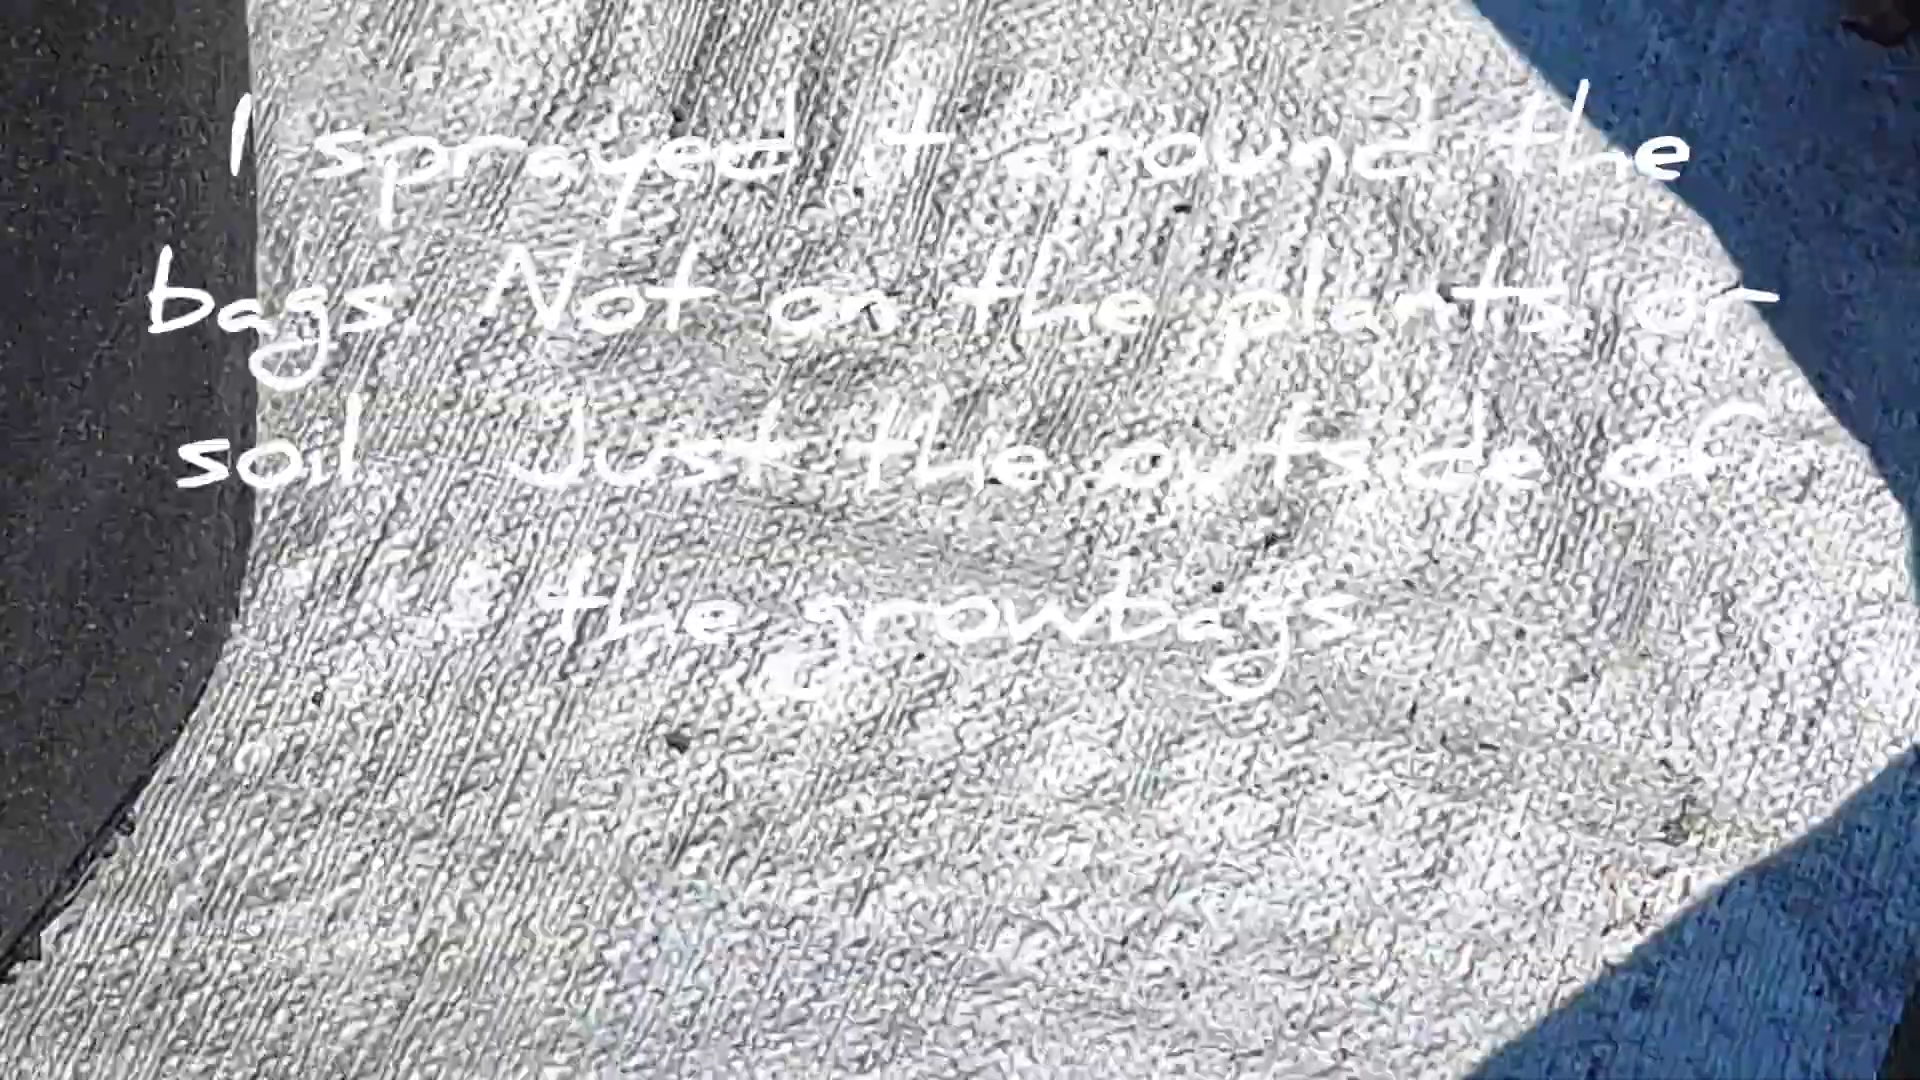 I sprayed it around the
bags. Not on the plants or
soil. Just the outside of
the growbags